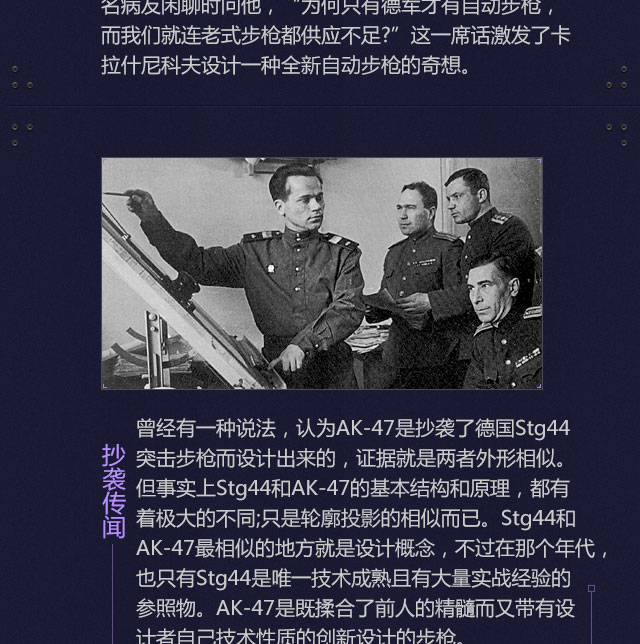 名病友闲聊时问他，“为何只有德军才有自动步枪，
而我们就连老式步枪都供应不足?”这一席话激发了卡
拉什尼科夫设计一种全新自动步枪的奇想。
抄袭传闻
曾经有一种说法，认为AK-47是抄袭了德国Stg44
突击步枪而设计出来的，证据就是两者外形相似。
但事实上Stg44和AK-47的基本结构和原理，都有
着极大的不同;只是轮廓投影的相似而已。Stg44和
AK-47最相似的地方就是设计概念，不过在那个年代，
也只有Stg44是唯一技术成熟且有大量实战经验的
参照物。AK-47是既揉合了前人的精髓而又带有设
计者自己技术性质的创新设计的步枪。